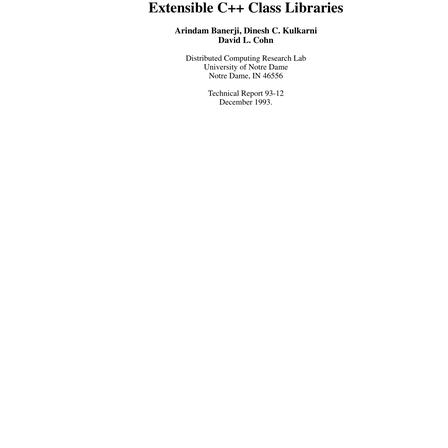 Extensible C++ Class Libraries
Arindam Banerji, Dinesh C. Kulkarni
David L. Cohn
Distributed Computing Research Lab
University of Notre Dame
Notre Dame, IN 46556
Technical Report 93-12
December 1993.